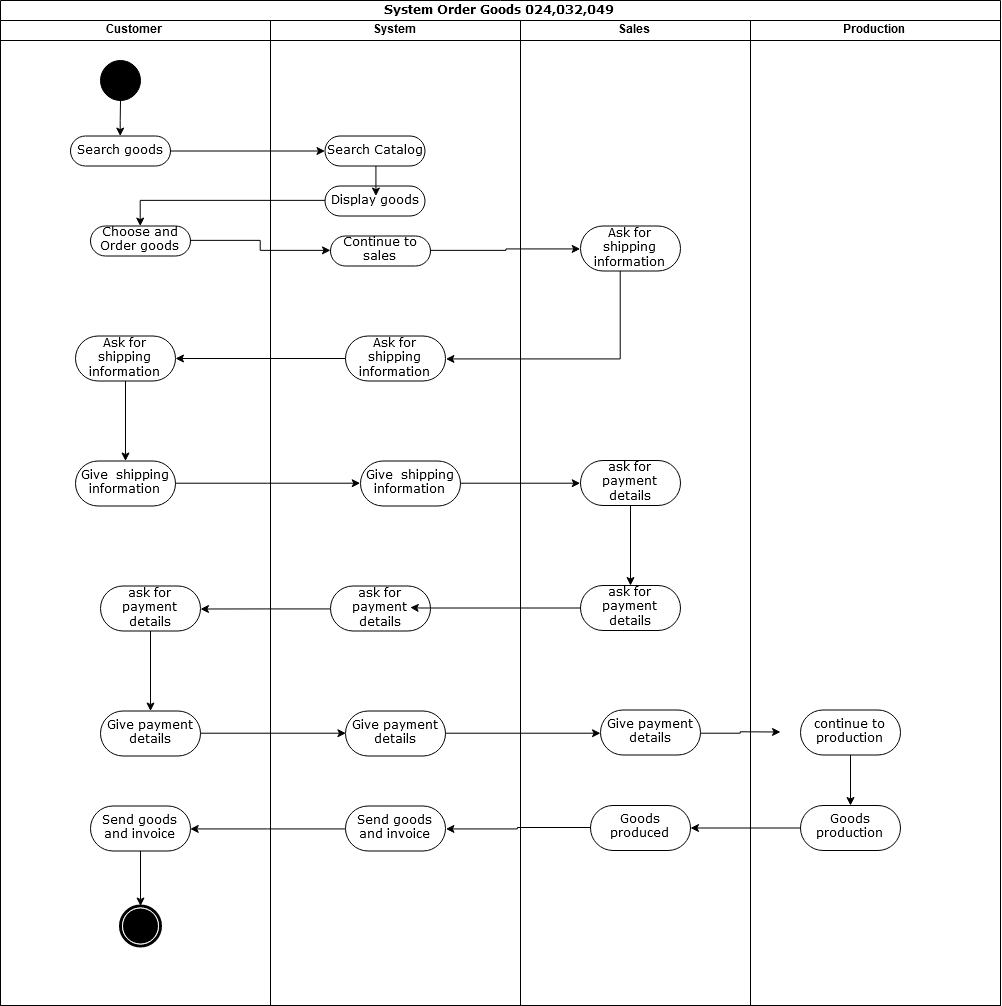 System Order Goods 024,032,049
Customer
System
Sales
Production
Search goods
Search Catalog
Display goods
Choose and
Order goods
Continue to
sales
Ask for
shipping
information
Ask for
shipping
information
Ask for
shipping
information
Give  shipping
information
Give  shipping
information
ask for
payment
details
ask for
payment
details
ask for
payment
details
ask for
payment
details
Give payment
details
Give payment
details
Give payment
details
continue to
production
Send goods
and invoice
Send goods
and invoice
Goods
produced
Goods
production